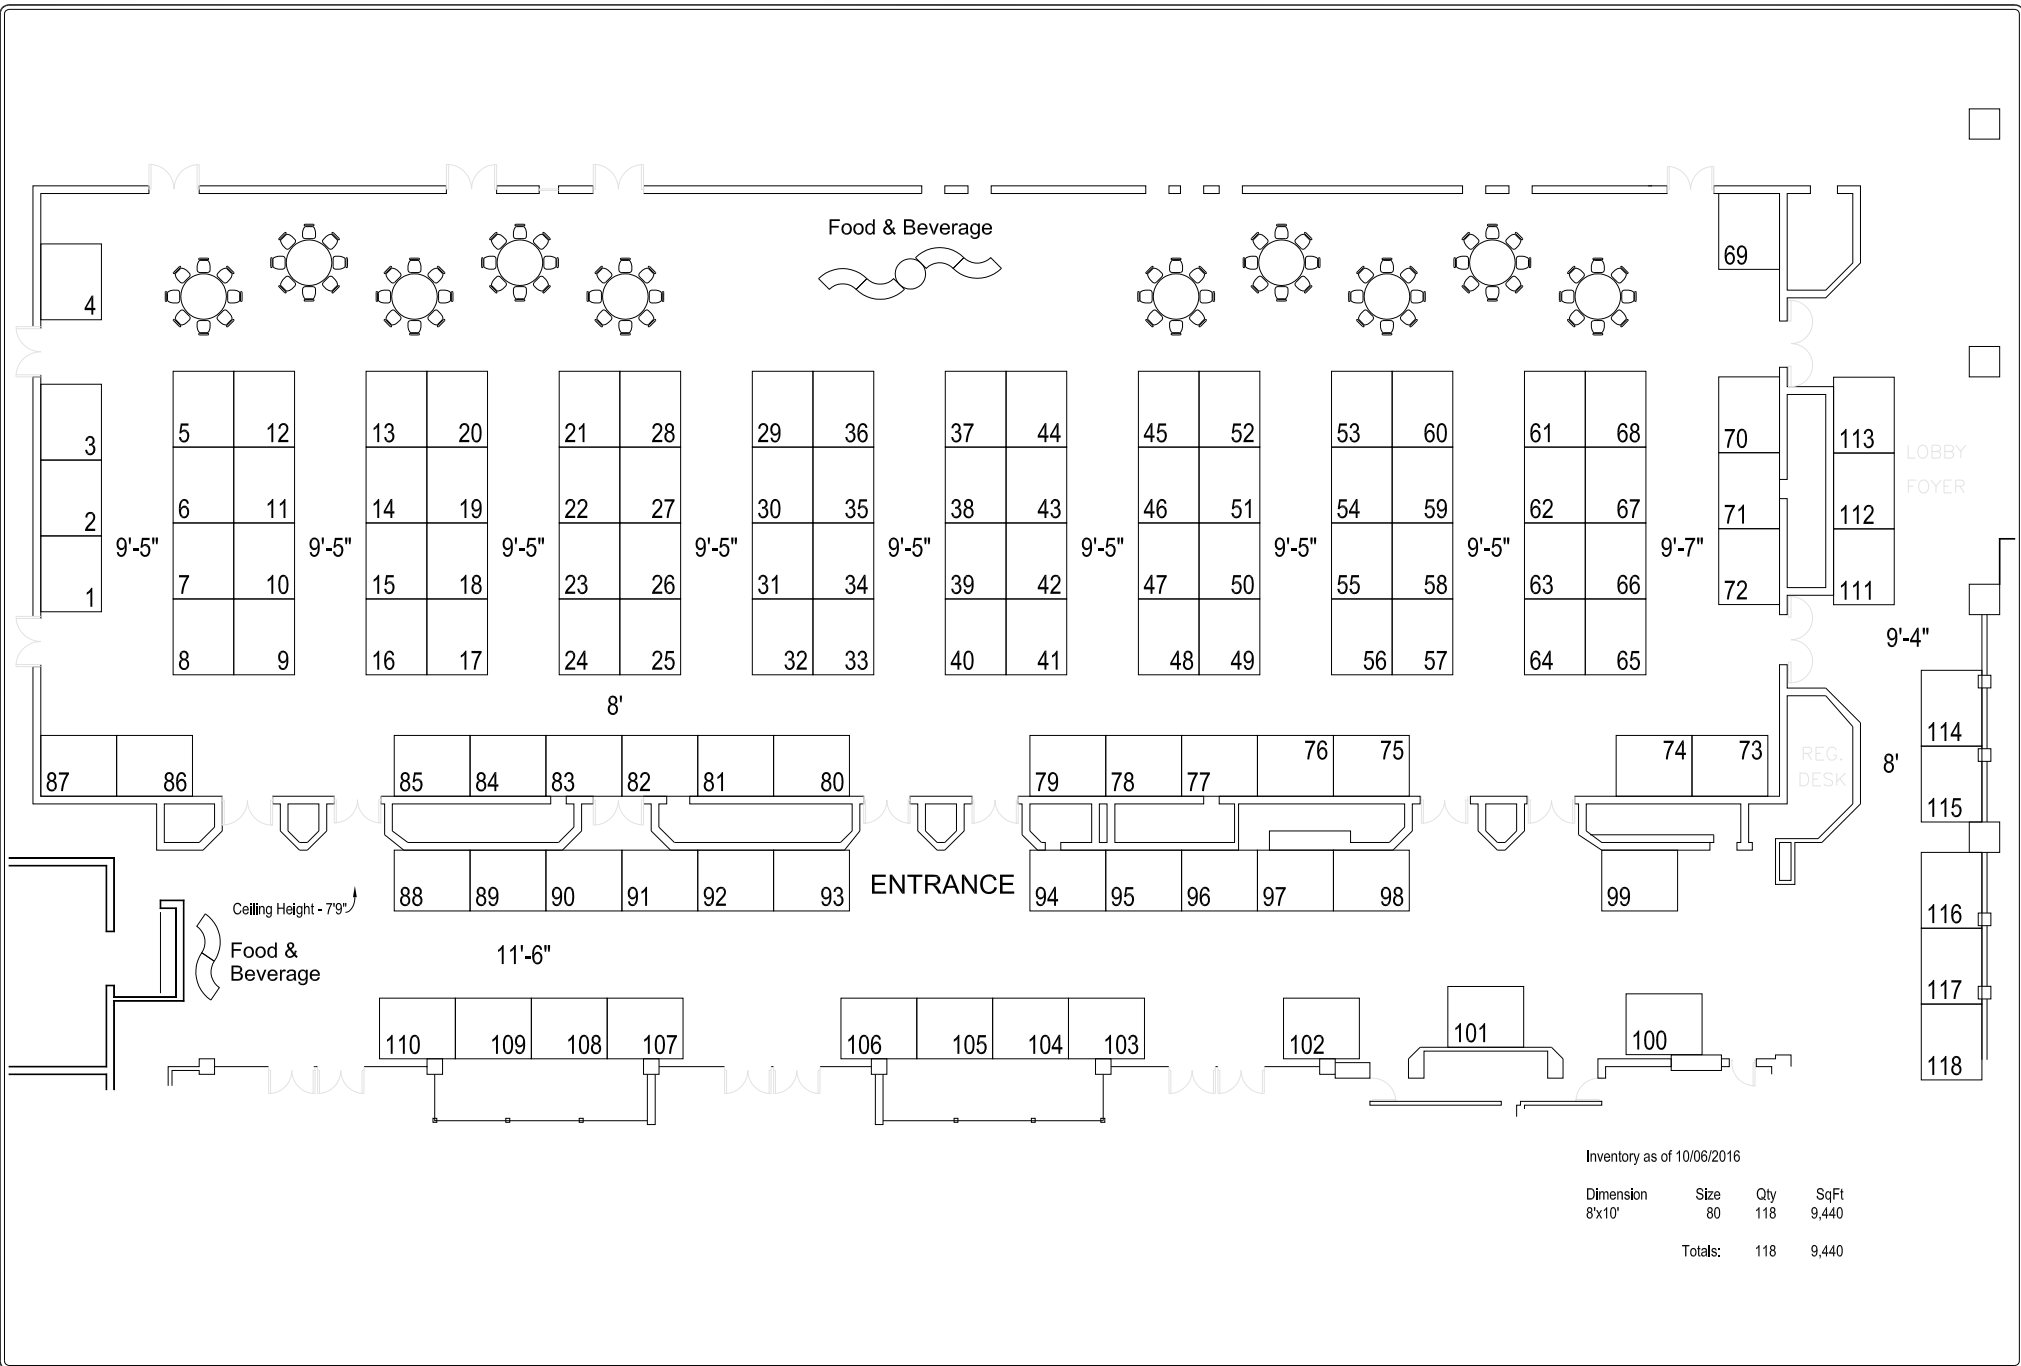 Food & Beverage
69
4
5 12 13 20 21 28 29 36 37 44 45 52 53 60 61 68
3 70 113
LOBBY
FOYER
6 11 14 19 22 27 30 35 38 43 46 51 54 59 62 67
2 71 112
9'-5" 9'-5" 9'-5" 9'-5" 9'-5" 9'-5" 9'-5" 9'-5" 9'-7"
7 10 15 18 23 26 31 34 39 42 47 50 55 58 63 66
1 72 111
9'-4"
8 9 16 17 24 25 32 33 40 41 48 49 56 57 64 65
8'
114
76 75 74 73
REG.
DESK
8'
87 86 85 84 83 82 81 80 79 78 77
115
ENTRANCE
88 89 90 91 92 93 94 95 96 97 98 99
Ceiling Height - 7'9"
116
Food &
Beverage
11'-6"
117
110 109 108 107 106 105 104 103 102 101 100
118
Inventory as of 10/06/2016
Dimension Size Qty SqFt
8'x10' 80 118 9,440
Totals: 118 9,440